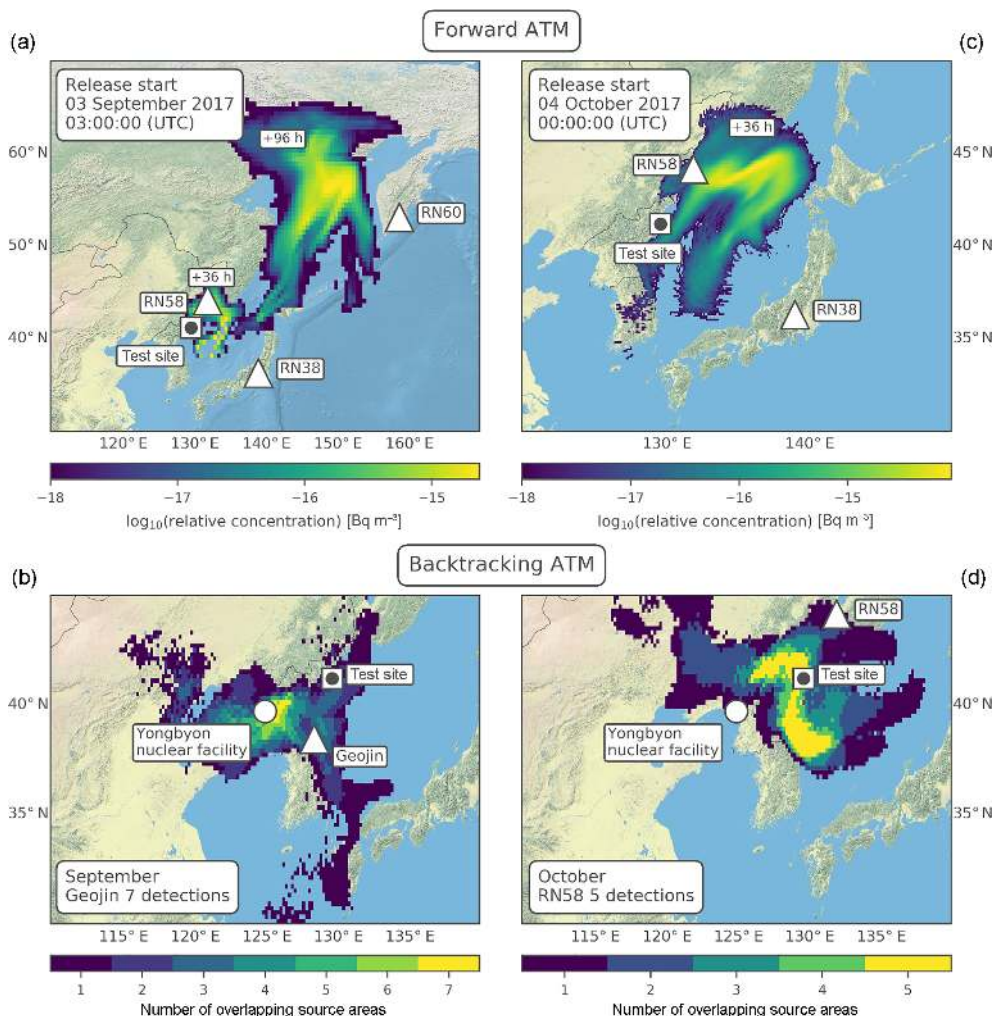 Forward ATM
(a)
Release start
03 September 2017
03:00:00 (UTC)
+96 h
60° N
RN60
50° N
+36 h
RN58
40° N
Test site
RN38
120° E 130° E 140° E 150° E 160° E
−18 −17 −16 −15
log₁₀(relative concentration) [Bq m⁻³]
(c)
Release start
04 October 2017
00:00:00 (UTC)
+36 h
RN58
45° N
40° N
Test site
RN38
35° N
130° E 140° E
−18 −17 −16 −15
log₁₀(relative concentration) [Bq m⁻³]
Backtracking ATM
(b)
Test site
40° N
Yongbyon
nuclear facility
Geojin
35° N
September
Geojin 7 detections
115° E 120° E 125° E 130° E 135° E
1 2 3 4 5 6 7
Number of overlapping source areas
(d)
RN58
Test site
40° N
Yongbyon
nuclear facility
35° N
October
RN58 5 detections
115° E 120° E 125° E 130° E 135° E
1 2 3 4 5
Number of overlapping source areas